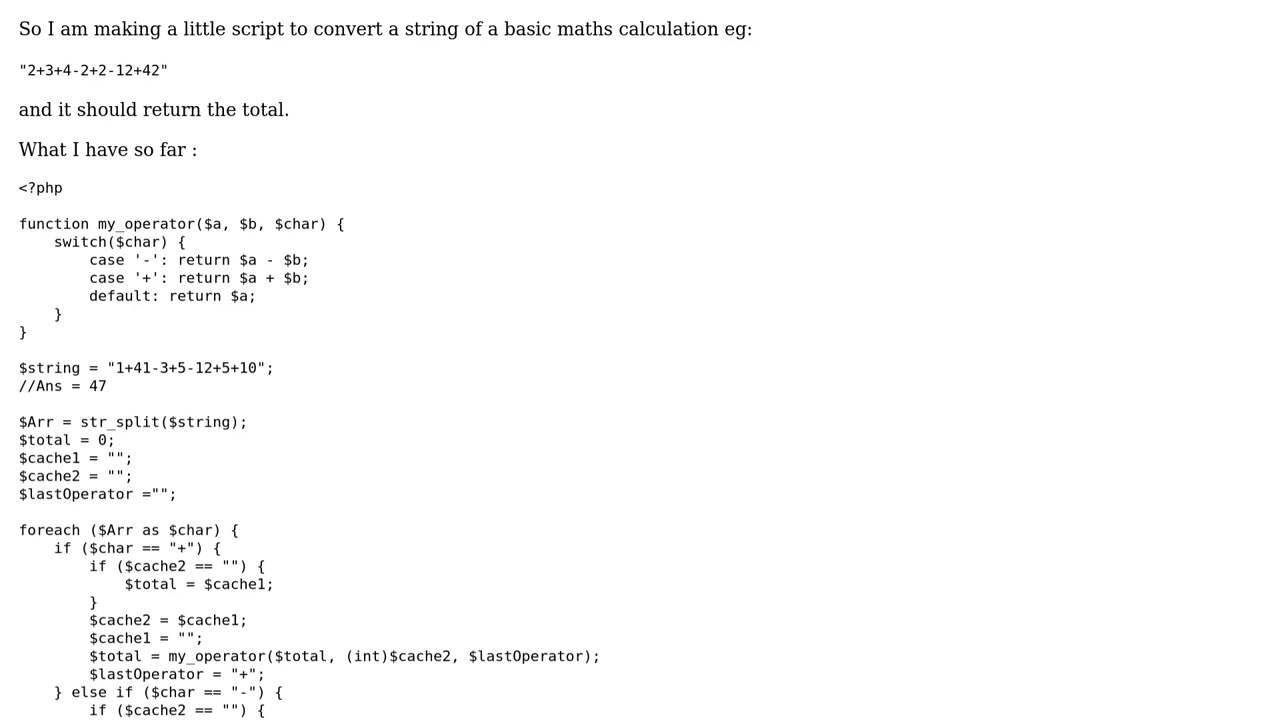 So I am making a little script to convert a string of a basic maths calculation eg:
"2+3+4-2+2-12+42"
and it should return the total.
What I have so far :
<?php
function my_operator($a, $b, $char) {
    switch($char) {
        case '-': return $a - $b;
        case '+': return $a + $b;
        default: return $a;
    }
}
$string = "1+41-3+5-12+5+10";
//Ans = 47
$Arr = str_split($string);
$total = 0;
$cache1 = "";
$cache2 = "";
$lastOperator ="";
foreach ($Arr as $char) {
    if ($char == "+") {
        if ($cache2 == "") {
            $total = $cache1;
        }
        $cache2 = $cache1;
        $cache1 = "";
        $total = my_operator($total, (int)$cache2, $lastOperator);
        $lastOperator = "+";
    } else if ($char == "-") {
        if ($cache2 == "") {